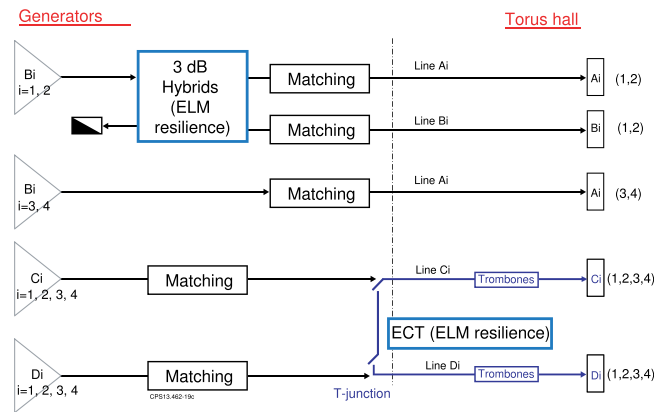 Generators
Torus hall
Bi
i=1, 2
3 dB
Hybrids
(ELM
resilience)
Matching
Line Ai
Ai
(1,2)
Matching
Line Bi
Bi
(1,2)
Bi
i=3, 4
Matching
Line Ai
Ai
(3,4)
Ci
i=1, 2, 3, 4
Matching
Line Ci
Trombones
Ci
(1,2,3,4)
ECT (ELM resilience)
Di
i=1, 2, 3, 4
Matching
CPS13.462-19c
Line Di
Trombones
Di
(1,2,3,4)
T-junction